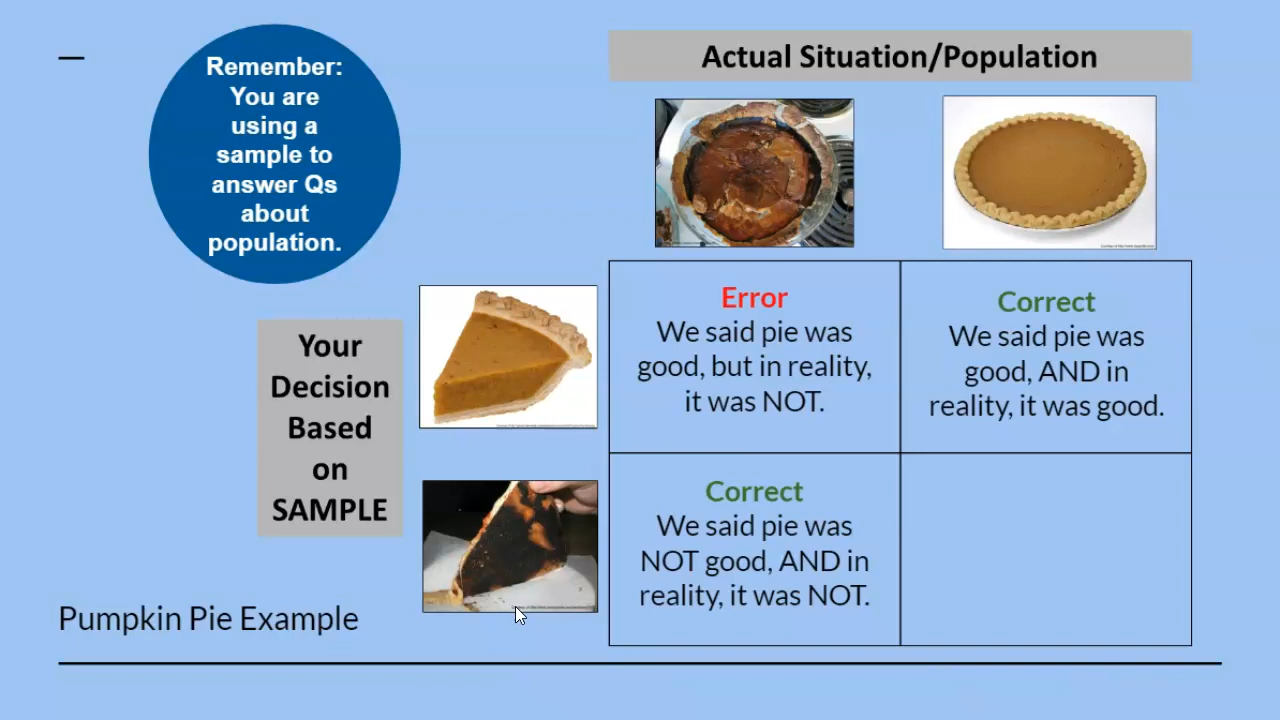 Remember:
You are
using a
sample to
answer Qs
about
population.
Actual Situation/Population
Your
Decision
Based
on
SAMPLE
Error
We said pie was
good, but in reality,
it was NOT.
Correct
We said pie was
good, AND in
reality, it was good.
Correct
We said pie was
NOT good, AND in
reality, it was NOT.
Pumpkin Pie Example